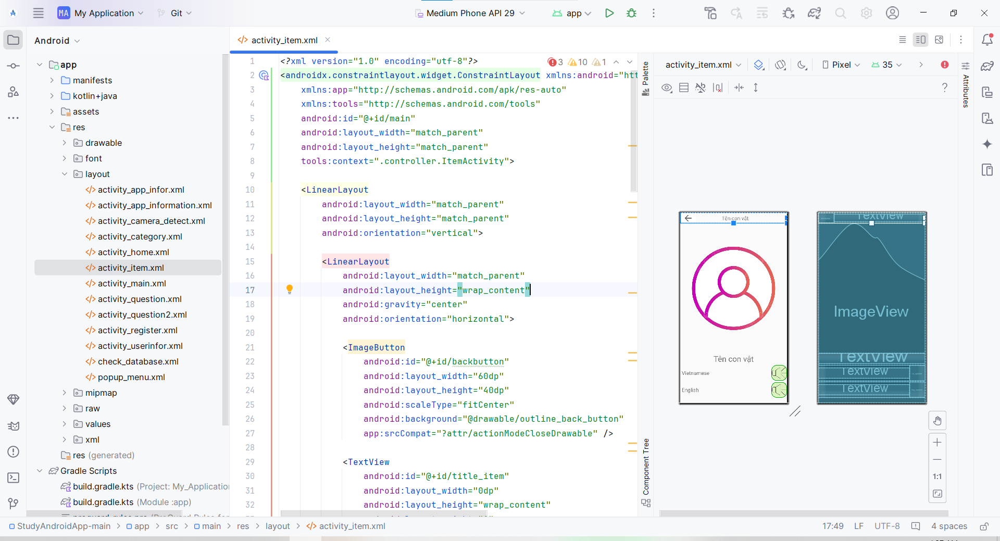 MA My Application
Git
Medium Phone API 29
app
Android
activity_item.xml
app
manifests
kotlin+java
assets
res
drawable
font
layout
activity_app_infor.xml
activity_app_information.xml
activity_camera_detect.xml
activity_category.xml
activity_home.xml
activity_item.xml
activity_main.xml
activity_question.xml
activity_question2.xml
activity_register.xml
activity_userinfor.xml
check_database.xml
popup_menu.xml
mipmap
raw
values
xml
res (generated)
Gradle Scripts
build.gradle.kts (Project: My_Applicatio
build.gradle.kts (Module :app)
3 10 1
1 <?xml version="1.0" encoding="utf-8"?>
2 <androidx.constraintlayout.widget.ConstraintLayout xmlns:android="htt
3 xmlns:app="http://schemas.android.com/apk/res-auto"
4 xmlns:tools="http://schemas.android.com/tools"
5 android:id="@+id/main"
6 android:layout_width="match_parent"
7 android:layout_height="match_parent"
8 tools:context=".controller.ItemActivity">
9
10 <LinearLayout
11 android:layout_width="match_parent"
12 android:layout_height="match_parent"
13 android:orientation="vertical">
14
15 <LinearLayout
16 android:layout_width="match_parent"
17 android:layout_height="wrap_content"
18 android:gravity="center"
19 android:orientation="horizontal">
20
21 <ImageButton
22 android:id="@+id/backbutton"
23 android:layout_width="60dp"
24 android:layout_height="40dp"
25 android:scaleType="fitCenter"
26 android:background="@drawable/outline_back_button"
27 app:srcCompat="?attr/actionModeCloseDrawable" />
28
29 <TextView
30 android:id="@+id/title_item"
31 android:layout_width="0dp"
32 android:layout_height="wrap_content"
Palette
Component Tree
activity_item.xml
Pixel
35
Attributes
?
Tên con vật
Tên con vật
Vietnamese
English
TextView
ImageView
TextView
TextView
TextView
1:1
StudyAndroidApp-main > app > src > main > res > layout > activity_item.xml
17:49 LF UTF-8 4 spaces